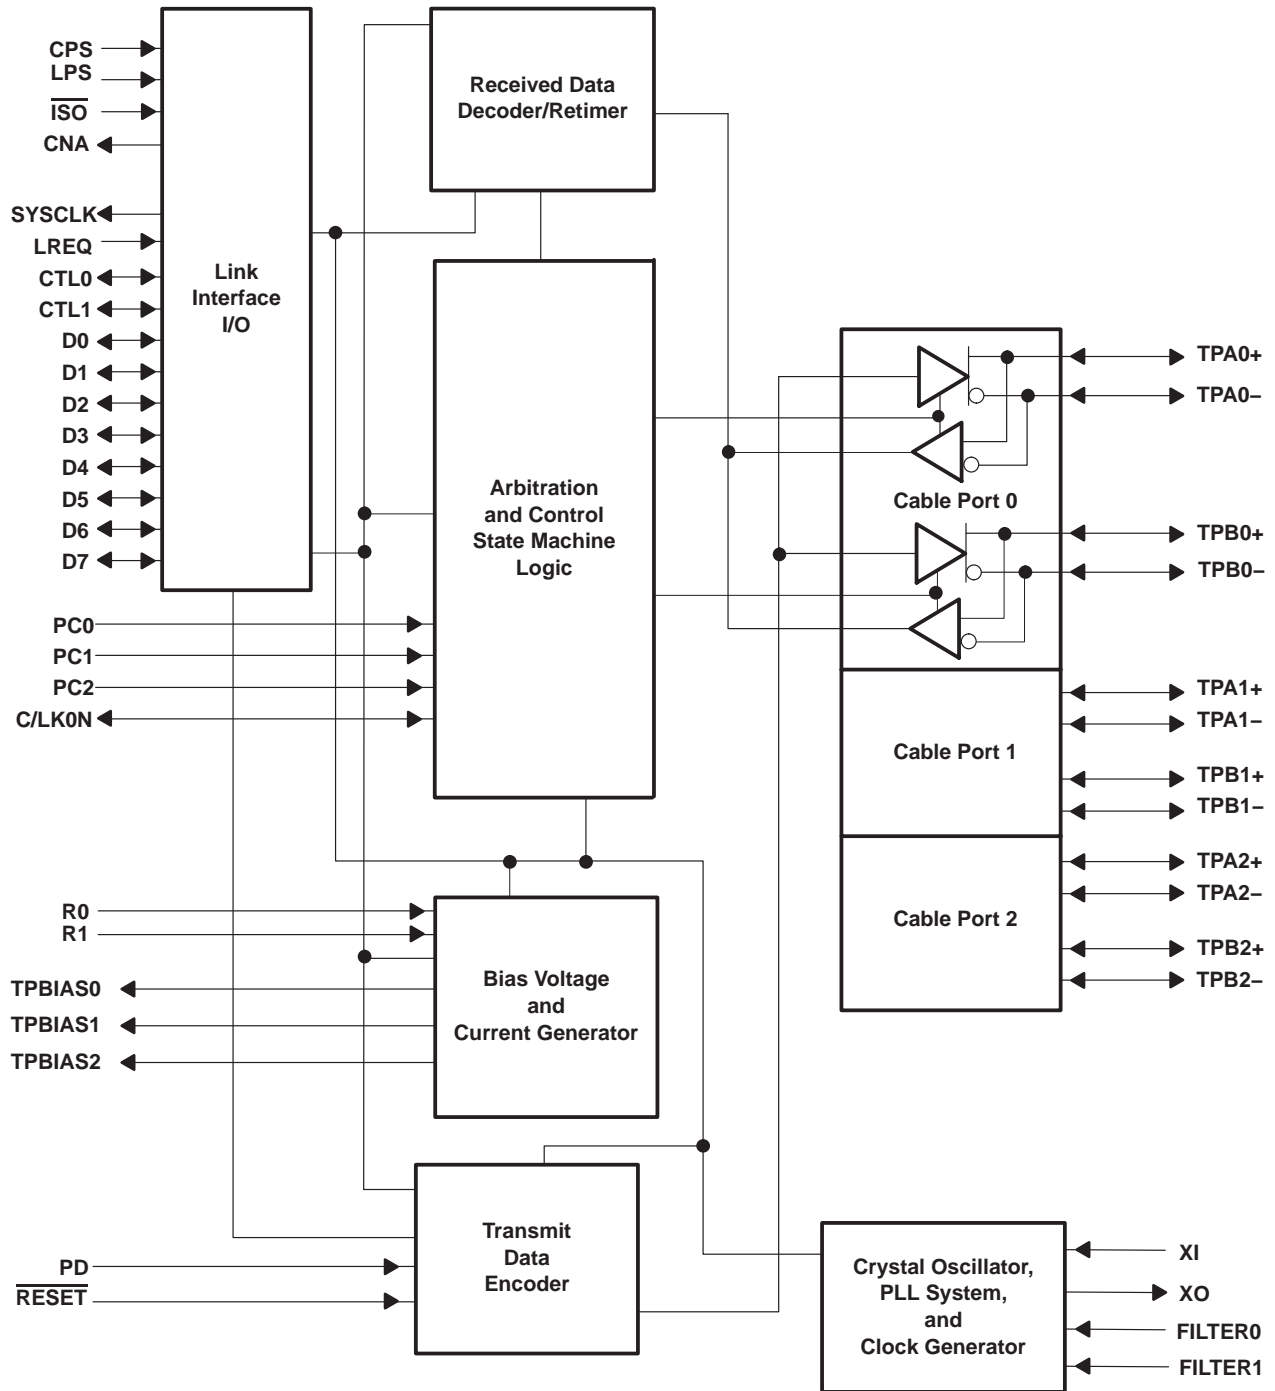 CPS
LPS
ISO
CNA
SYSCLK
LREQ
CTL0
CTL1
D0
D1
D2
D3
D4
D5
D6
D7
Link
Interface
I/O
Received Data
Decoder/Retimer
Arbitration
and Control
State Machine
Logic
PC0
PC1
PC2
C/LK0N
Cable Port 0
TPA0+
TPA0–
TPB0+
TPB0–
Cable Port 1
TPA1+
TPA1–
TPB1+
TPB1–
Cable Port 2
TPA2+
TPA2–
TPB2+
TPB2–
R0
R1
TPBIAS0
TPBIAS1
TPBIAS2
Bias Voltage
and
Current Generator
PD
RESET
Transmit
Data
Encoder
Crystal Oscillator,
PLL System,
and
Clock Generator
XI
XO
FILTER0
FILTER1